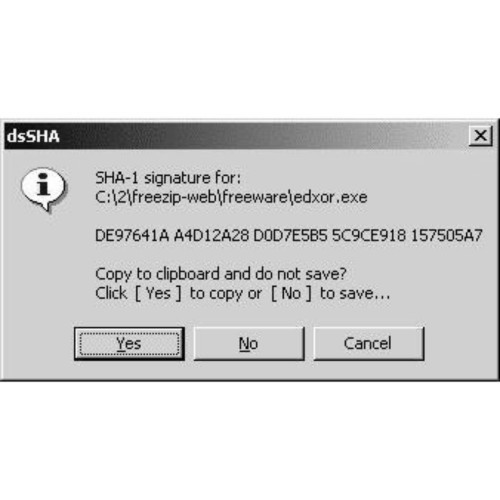 dsSHA
SHA-1 signature for:
C:\2\freezip-web\freeware\edxor.exe
DE97641A A4D12A28 D0D7E5B5 5C9CE918 157505A7
Copy to clipboard and do not save?
Click [ Yes ] to copy or [ No ] to save...
Yes No Cancel